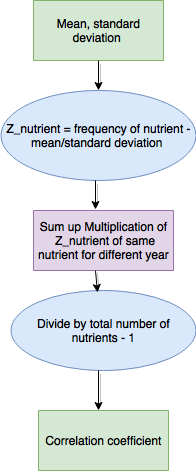 Mean, standard
deviation
Z_nutrient = frequency of nutrient -
mean/standard deviation
Sum up Multiplication of
Z_nutrient of same
nutrient for different year
Divide by total number of
nutrients - 1
Correlation coefficient